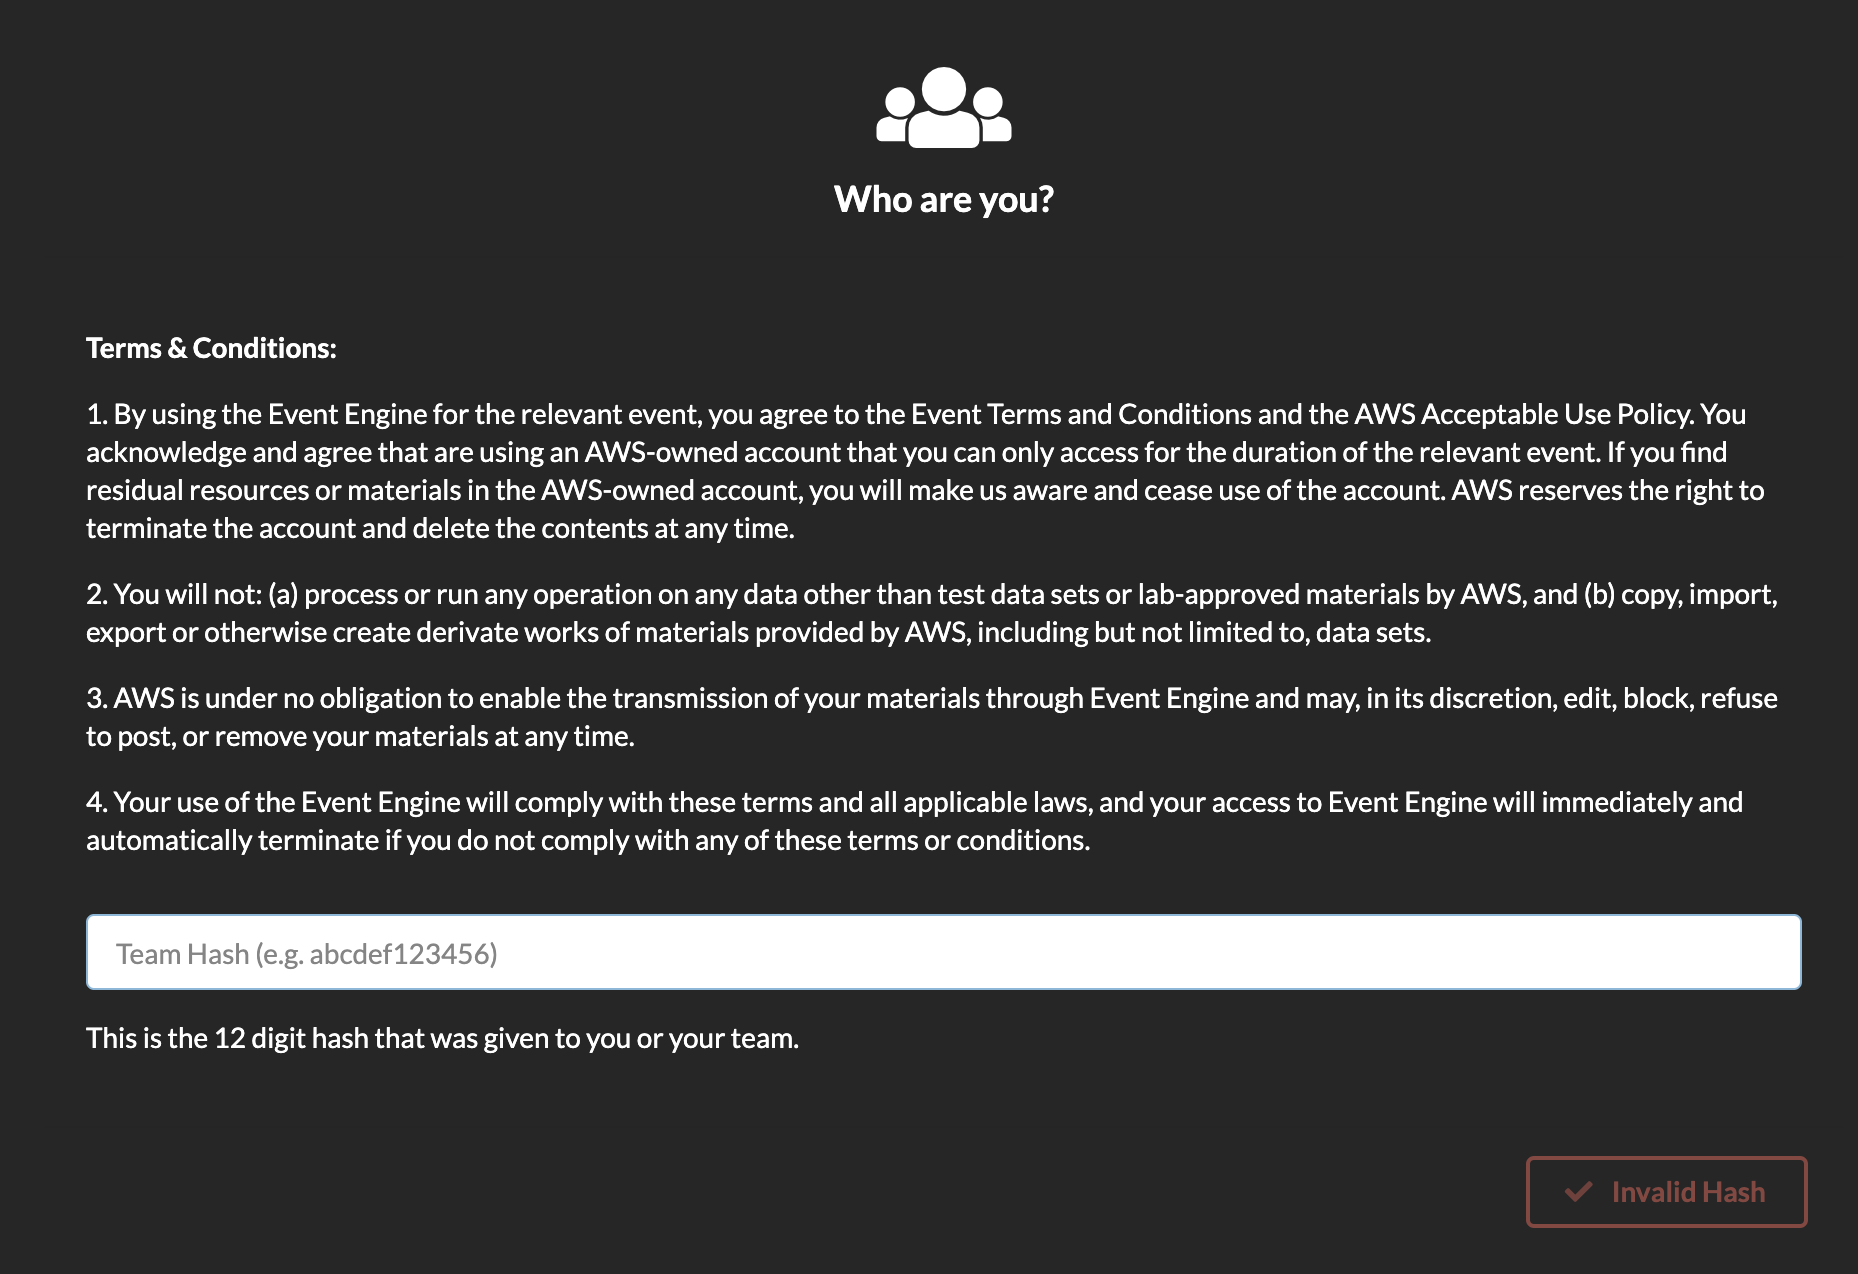 Who are you?
Terms & Conditions:
1. By using the Event Engine for the relevant event, you agree to the Event Terms and Conditions and the AWS Acceptable Use Policy. You
acknowledge and agree that are using an AWS-owned account that you can only access for the duration of the relevant event. If you find
residual resources or materials in the AWS-owned account, you will make us aware and cease use of the account. AWS reserves the right to
terminate the account and delete the contents at any time.
2. You will not: (a) process or run any operation on any data other than test data sets or lab-approved materials by AWS, and (b) copy, import,
export or otherwise create derivate works of materials provided by AWS, including but not limited to, data sets.
3. AWS is under no obligation to enable the transmission of your materials through Event Engine and may, in its discretion, edit, block, refuse
to post, or remove your materials at any time.
4. Your use of the Event Engine will comply with these terms and all applicable laws, and your access to Event Engine will immediately and
automatically terminate if you do not comply with any of these terms or conditions.
Team Hash (e.g. abcdef123456)
This is the 12 digit hash that was given to you or your team.
Invalid Hash